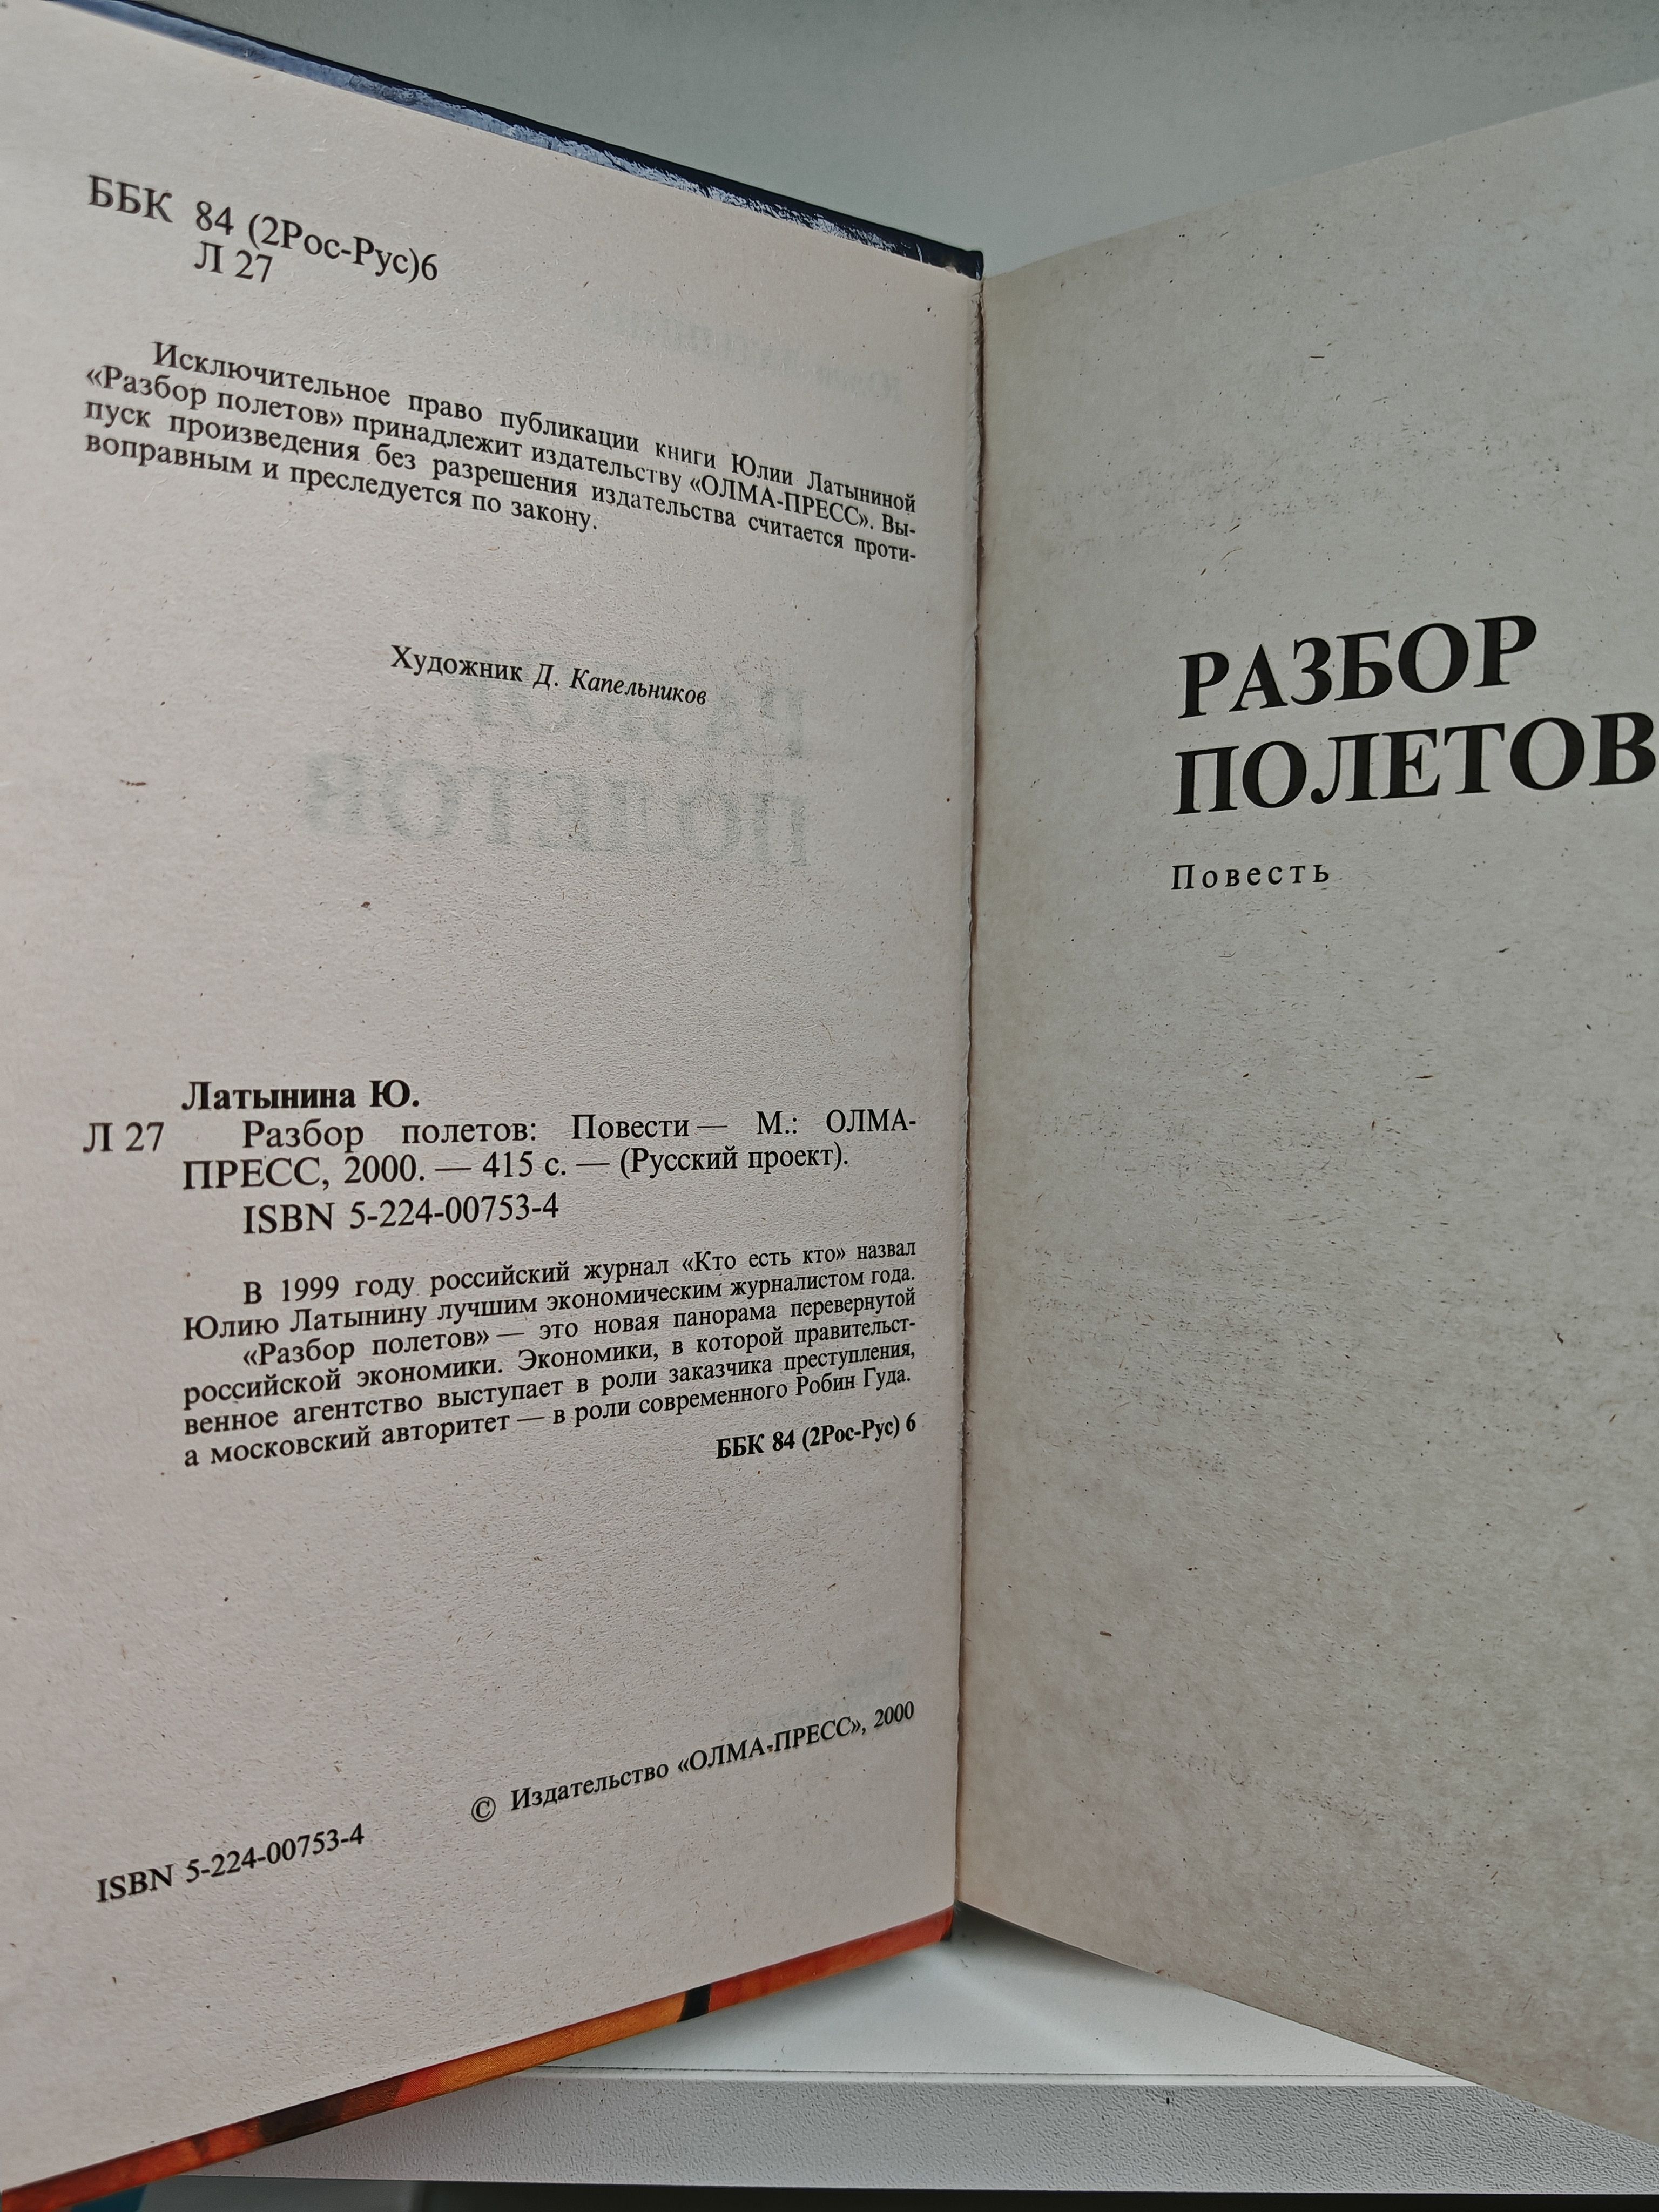 ББК 84 (2Рос-Рус)6
Л 27
Исключительное право публикации книги Юлии Латыниной
«Разбор полетов» принадлежит издательству «ОЛМА-ПРЕСС». Вы-
пуск произведения без разрешения издательства считается проти-
воправным и преследуется по закону.
Художник Д. Капельников
Латынина Ю.
Л 27 Разбор полетов: Повести — М.: ОЛМА-
ПРЕСС, 2000. — 415 с. — (Русский проект).
ISBN 5-224-00753-4
В 1999 году российский журнал «Кто есть кто» назвал
Юлию Латынину лучшим экономическим журналистом года.
«Разбор полетов» — это новая панорама перевернутой
российской экономики. Экономики, в которой правительст-
венное агентство выступает в роли заказчика преступления,
а московский авторитет — в роли современного Робин Гуда.
ББК 84 (2Рос-Рус) 6
© Издательство «ОЛМА-ПРЕСС», 2000
ISBN 5-224-00753-4
РАЗБОР
ПОЛЕТОВ
Повесть